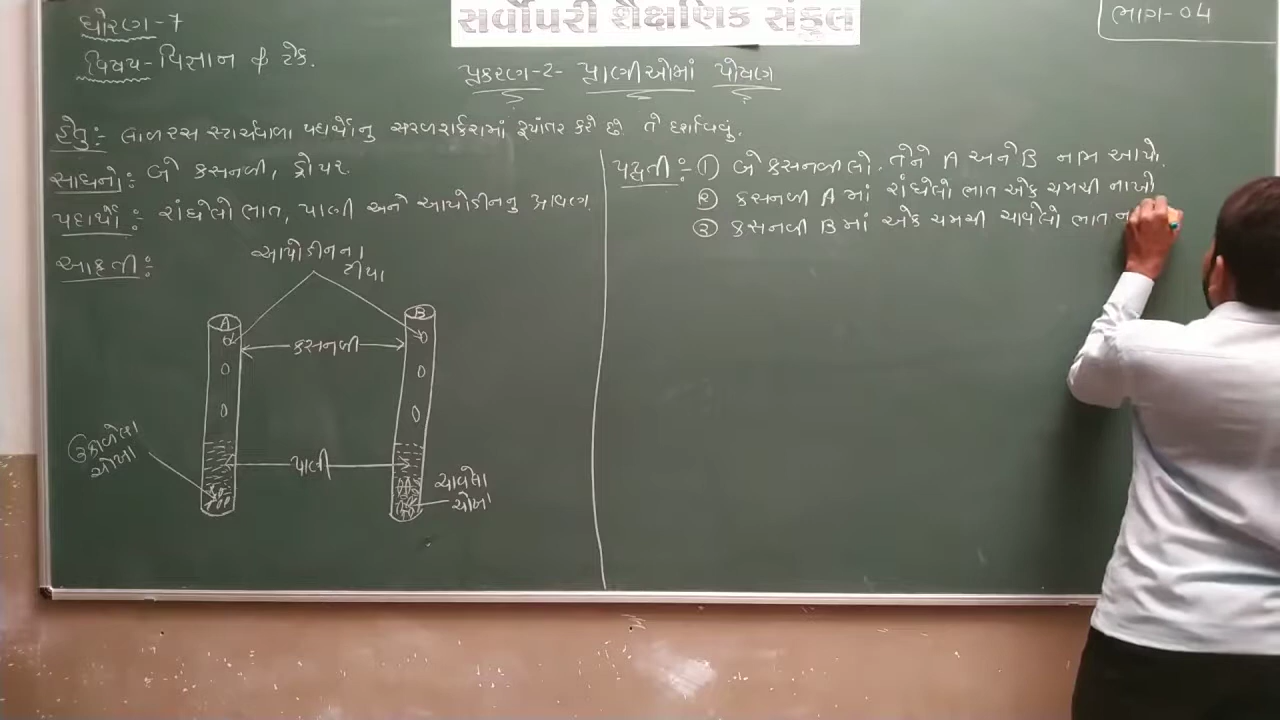 સર્વોપરી શૈક્ષણિક સંકુલ
ધોરણ-7
ભાગ-04
વિષય-વિજ્ઞાન & ટેક.
પ્રકરણ-2- પ્રાણીઓમાં પોષણ
હેતુ:- લાળરસ સ્ટાર્ચવાળા પદાર્થોનુ સરળશર્કરામાં રૂપાંતર કરે છે તે દર્શાવવું.
સાધનો:- બે કસનળી, ડ્રોપર.
પદાર્થો:- રાંધેલો ભાત, પાણી અને આયોડીનનુ દ્રાવણ.
આકૃતી:-
આયોડીનના
ટીપા
A
B
કસનળી
ઉકાળેલા
ચોખા
પાણી
ચાવેલા
ચોખા
પદ્ધતી:- ① બે કસનળી લો. તેને A અને B નામ આપો.
② કસનળી A માં રાંધેલો ભાત એક ચમચી નાખો
③ કસનળી B માં એક ચમચી ચાવેલો ભાત ના